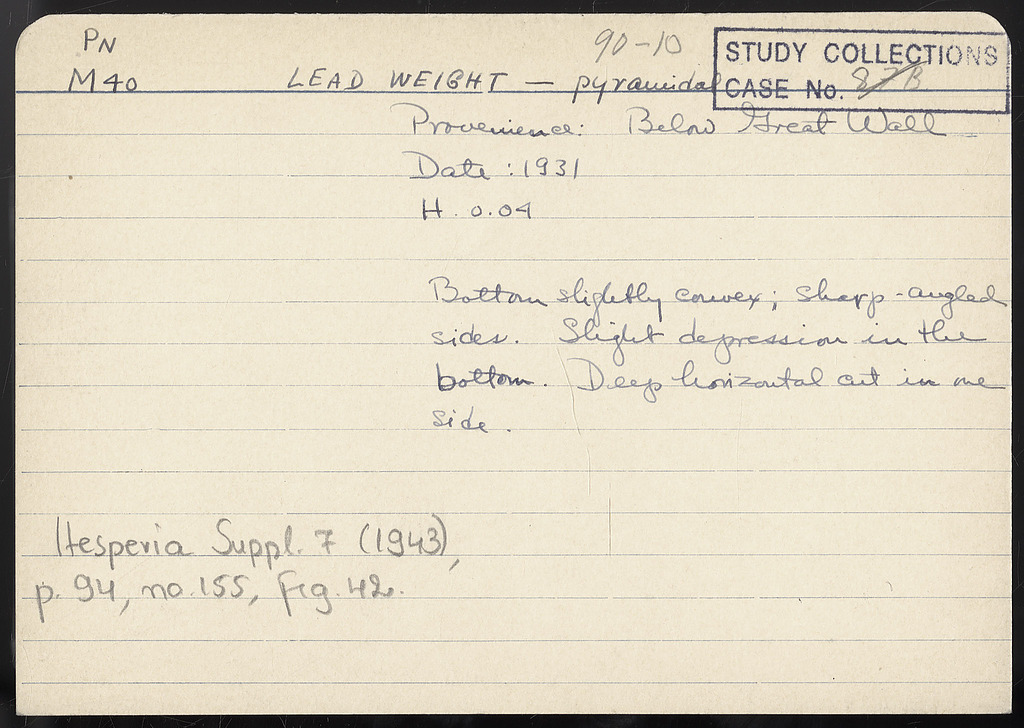 PN
M40
90-10
LEAD WEIGHT — pyramidal
STUDY COLLECTIONS
CASE No. 87B
Provenience: Below Great Wall
Date : 1931
H. 0.04
Bottom slightly convex; sharp-angled
sides. Slight depression in the
bottom. Deep horizontal cut in one
side.
Hesperia Suppl. 7 (1943),
p. 94, no. 155, fig. 42.